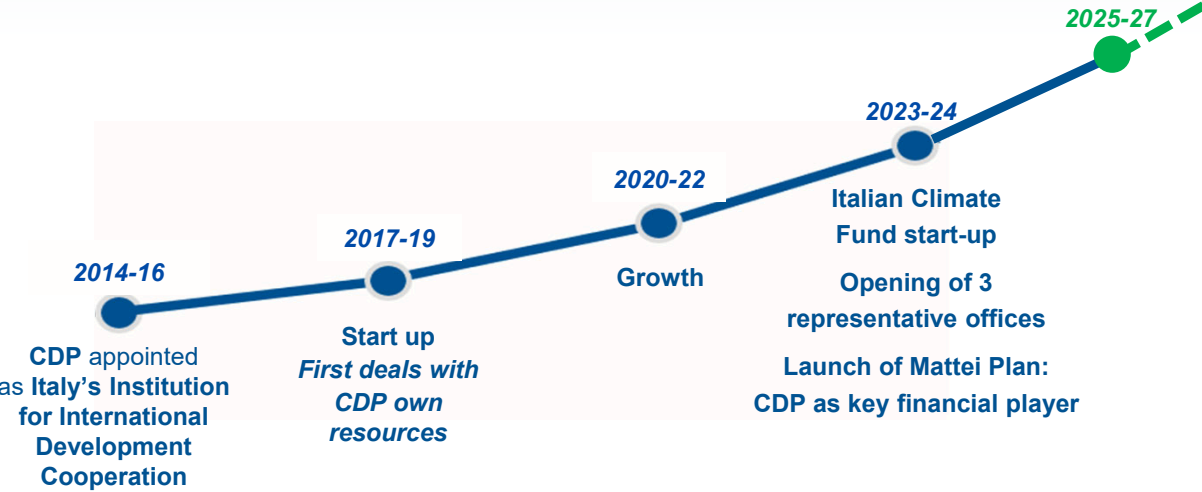 2014-16
CDP appointed
as Italy's Institution
for International
Development
Cooperation
2017-19
Start up
First deals with
CDP own
resources
2020-22
Growth
2023-24
Italian Climate
Fund start-up
Opening of 3
representative offices
Launch of Mattei Plan:
CDP as key financial player
2025-27